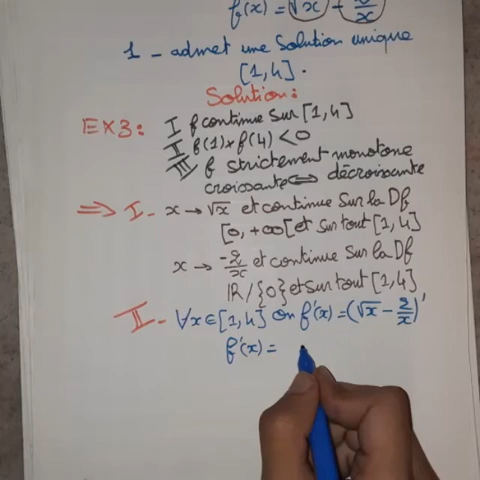 f(x) = √x - 2/x
1 - admet une Solution unique
[1,4].
Solution:
EX3: I f continue sur [1,4]
I f(1)×f(4) < 0
III f strictement monotone
croissante ⇔ décroissante
⇒ I - x → √x et continue sur la Df
[0,+∞[ et sur tout [1,4]
x → -2/x et continue sur la Df
IR/{0} et sur tout [1,4]
II - ∀x∈[1,4] on f'(x) = (√x - 2/x)'
f'(x) =